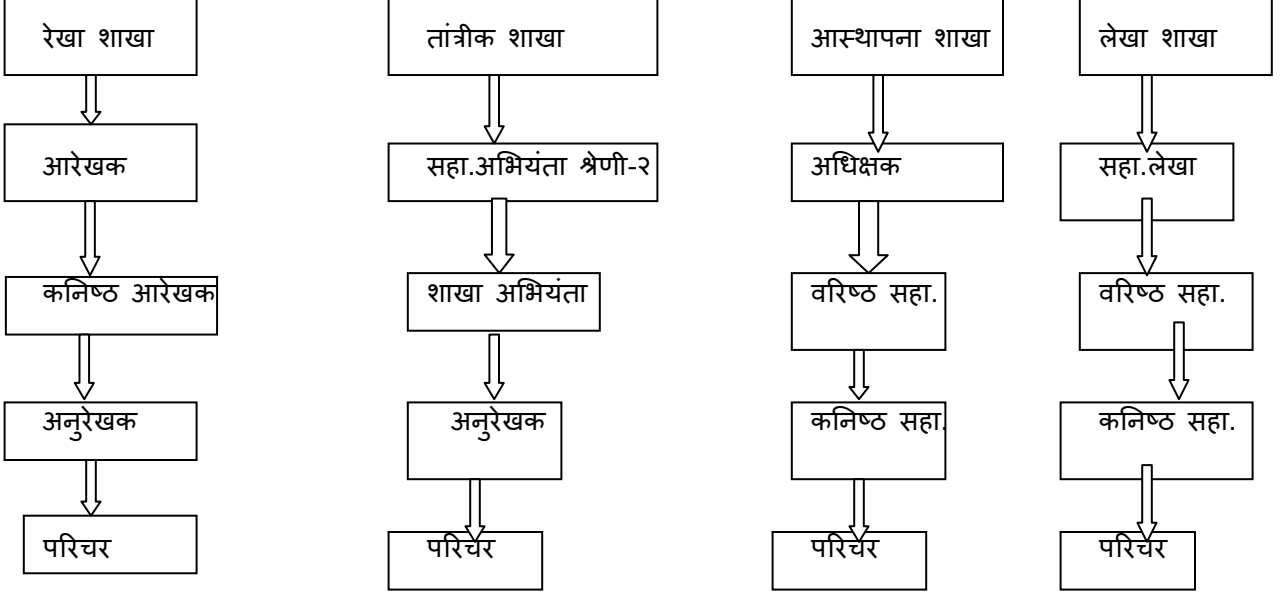 रेखा शाखा
आरेखक
कनिष्ठ आरेखक
अनुरेखक
परिचर
तांत्रीक शाखा
सहा.अभियंता श्रेणी-२
शाखा अभियंता
अनुरेखक
परिचर
आस्थापना शाखा
अधिक्षक
वरिष्ठ सहा.
कनिष्ठ सहा.
परिचर
लेखा शाखा
सहा.लेखा
वरिष्ठ सहा.
कनिष्ठ सहा.
परिचर